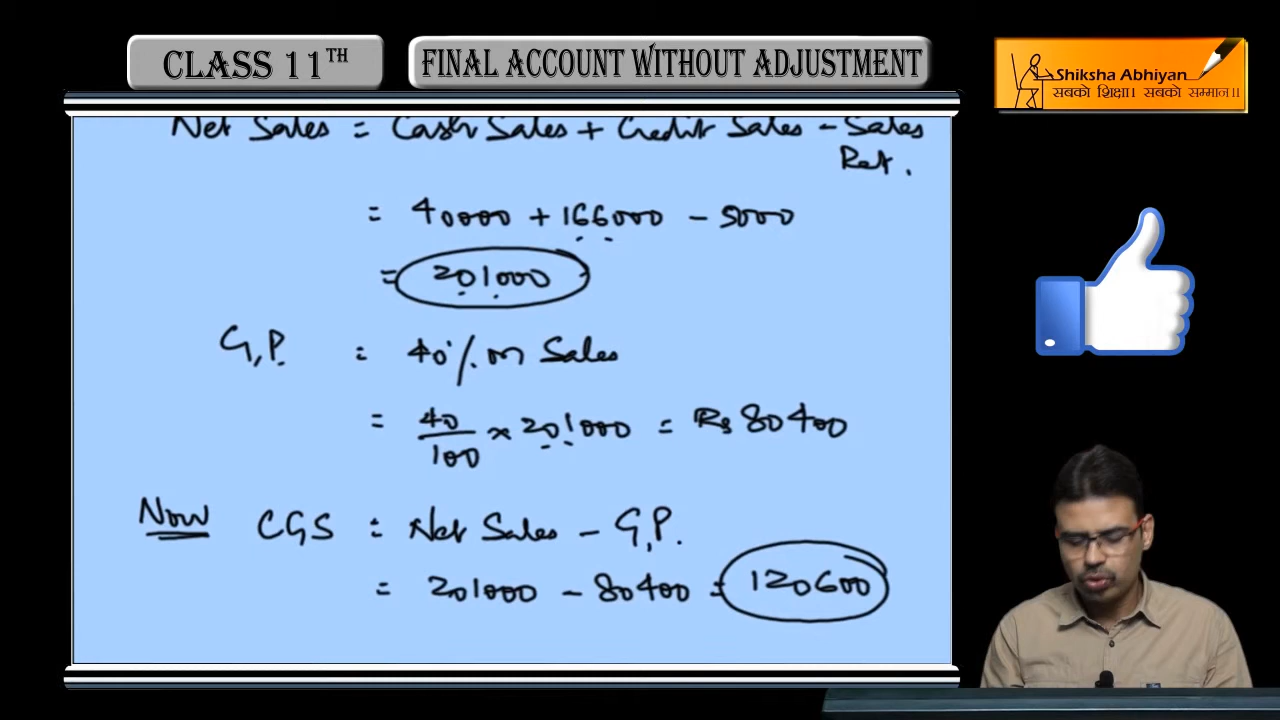 CLASS 11TH
FINAL ACCOUNT WITHOUT ADJUSTMENT
Shiksha Abhiyan
सबको शिक्षा। सबको सम्मान।।
Net Sales = Cash Sales + Credit Sales - Sales
Ret.
= 40000 + 166000 - 5000
= 201000
G.P. = 40% on Sales
= 40/100 × 201000 = Rs 80400
Now CGS = Net Sales - G.P.
= 201000 - 80400 = 120600